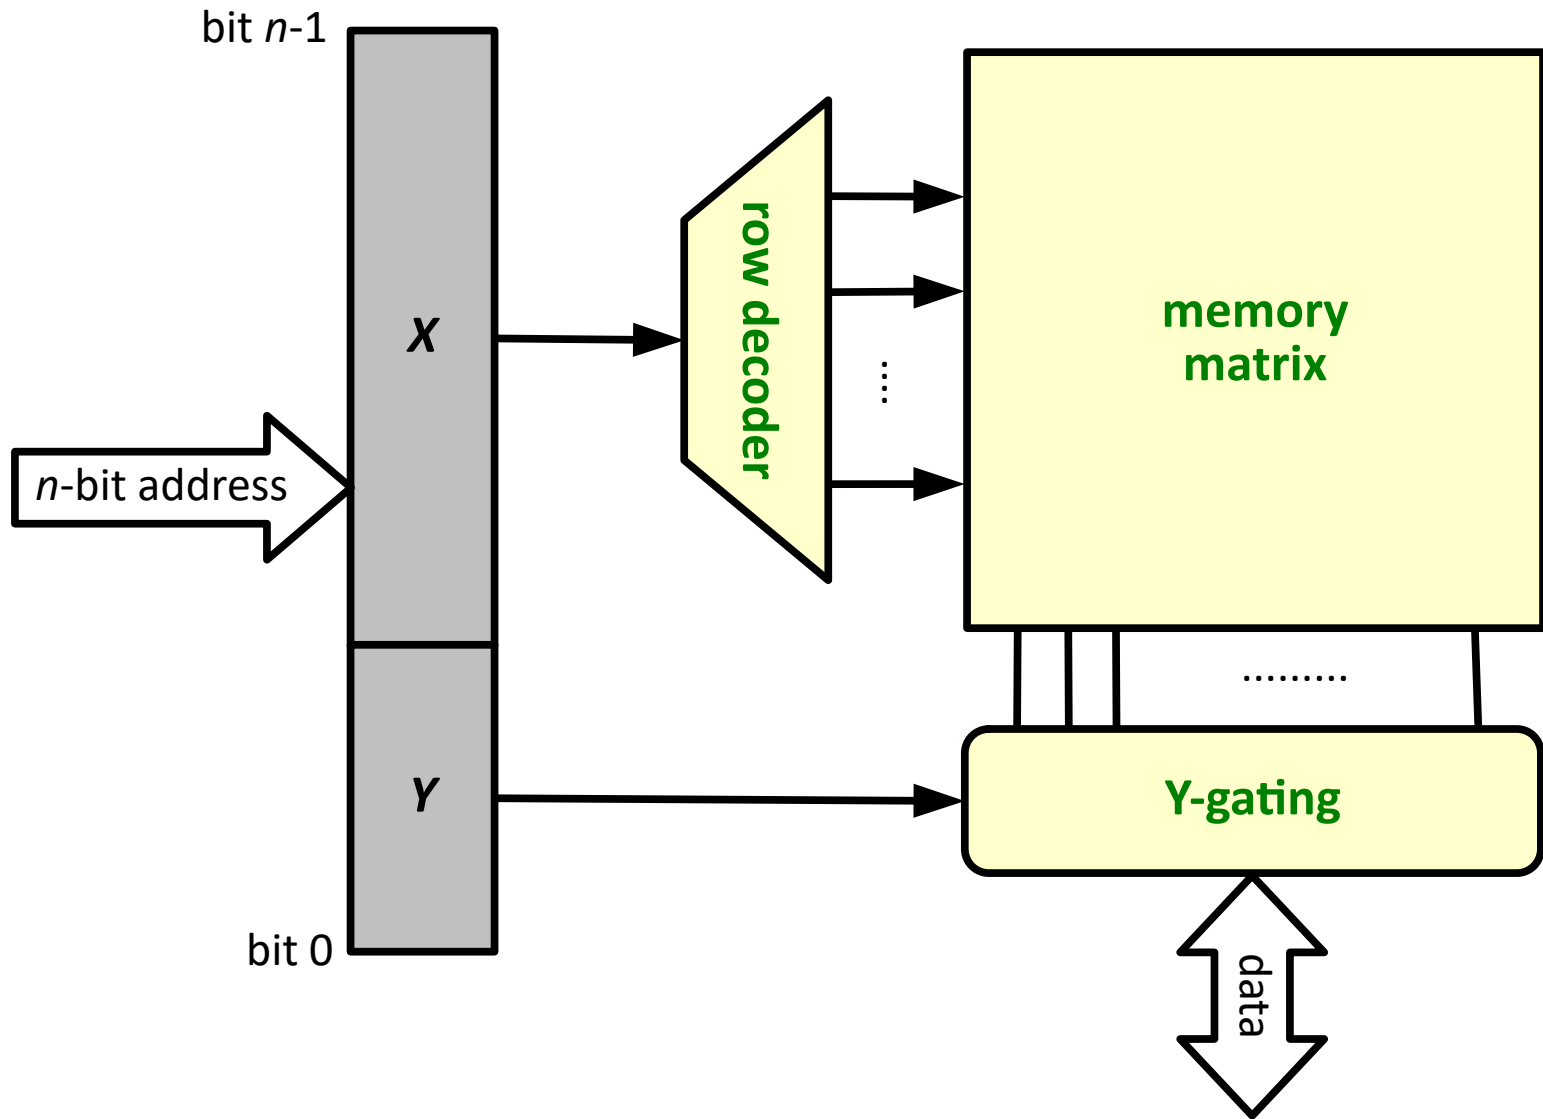 bit n-1
X
row decoder
memory
matrix
....
n-bit address
.........
Y
Y-gating
bit 0
data